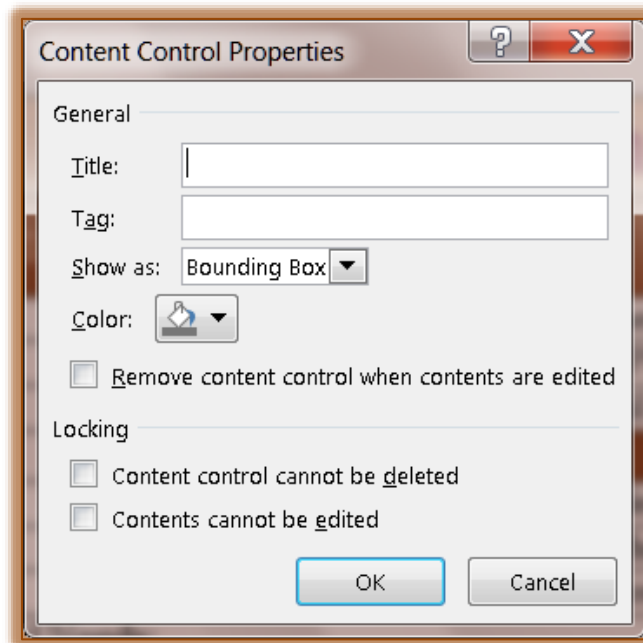 Content Control Properties
?
X
General
Title:
Tag:
Show as: Bounding Box
Color:
Remove content control when contents are edited
Locking
Content control cannot be deleted
Contents cannot be edited
OK Cancel